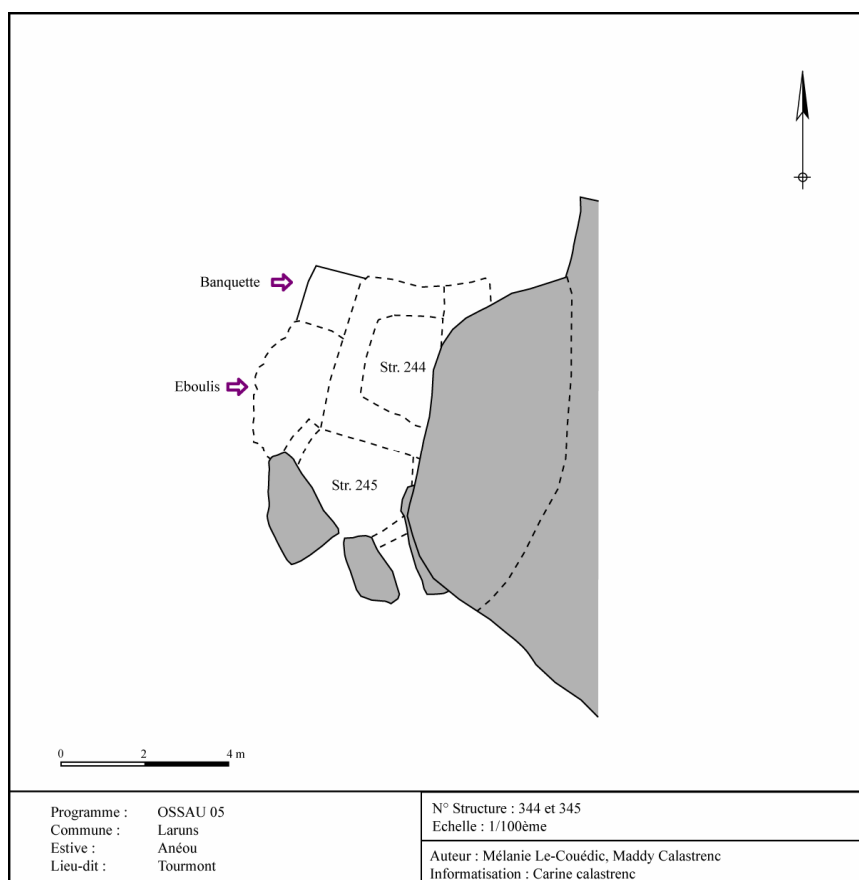 Banquette
Str. 244
Eboulis
Str. 245
0 2 4 m
Programme : OSSAU 05
Commune : Laruns
Estive : Anéou
Lieu-dit : Tourmont
N° Structure : 344 et 345
Echelle : 1/100ème
Auteur : Mélanie Le-Couédic, Maddy Calastrenc
Informatisation : Carine calastrenc